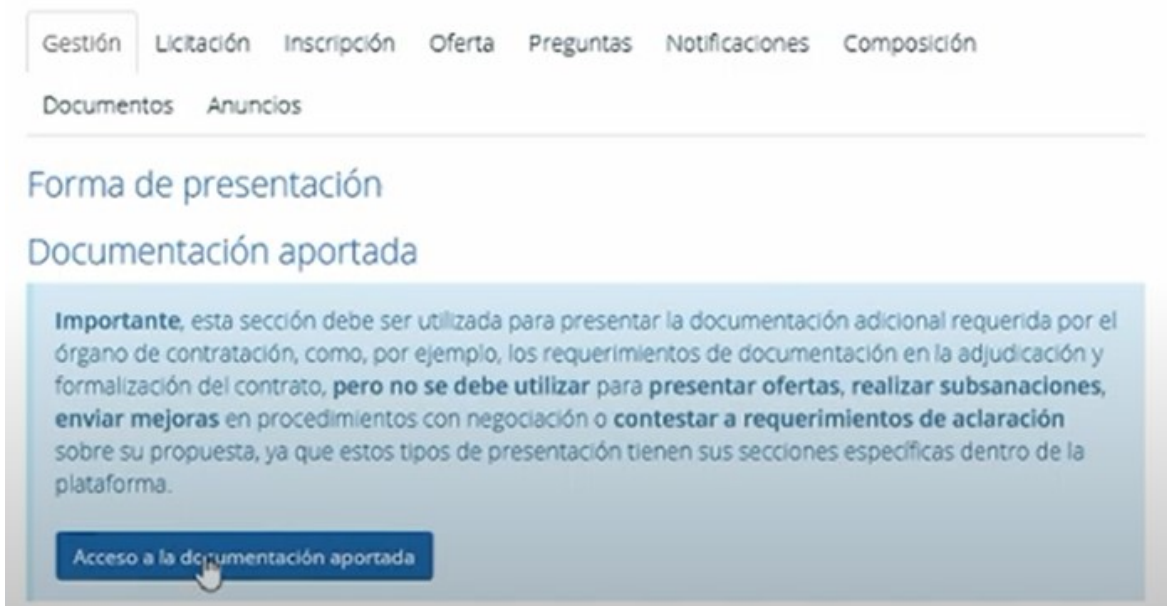 Gestión Licitación Inscripción Oferta Preguntas Notificaciones Composición
Documentos Anuncios
Forma de presentación
Documentación aportada
Importante, esta sección debe ser utilizada para presentar la documentación adicional requerida por el
órgano de contratación, como, por ejemplo, los requerimientos de documentación en la adjudicación y
formalización del contrato, pero no se debe utilizar para presentar ofertas, realizar subsanaciones,
enviar mejoras en procedimientos con negociación o contestar a requerimientos de aclaración
sobre su propuesta, ya que estos tipos de presentación tienen sus secciones específicas dentro de la
plataforma.
Acceso a la documentación aportada